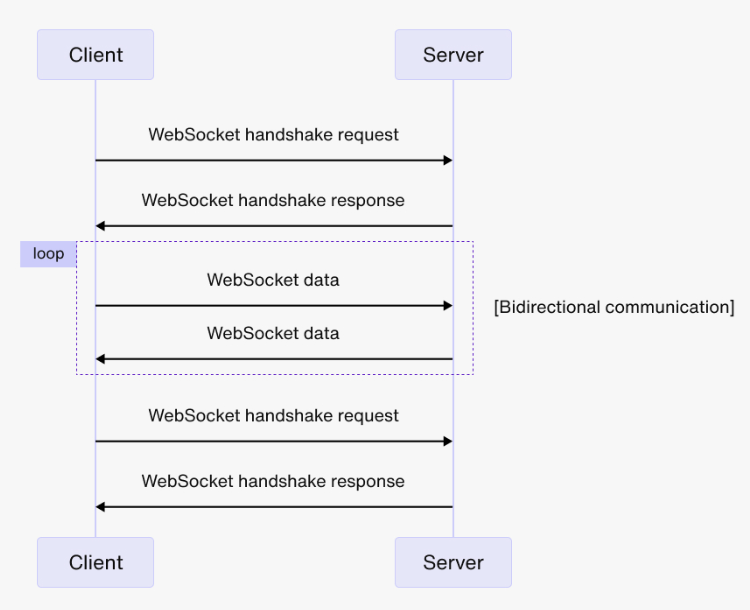 Client
Server
WebSocket handshake request
WebSocket handshake response
loop
WebSocket data
[Bidirectional communication]
WebSocket data
WebSocket handshake request
WebSocket handshake response
Client
Server